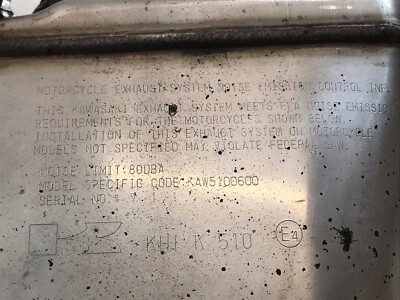 MOTORCYCLE EXHAUST SYSTEM NOISE EMISSION CONTROL INF
THIS KAWASAKI EXHAUST SYSTEM MEETS EPA NOISE EMISSIO
REQUIREMENTS FOR THE MOTORCYCLES SHOWN BELOW.
INSTALLATION OF THIS EXHAUST SYSTEM ON MOTORCYCLE
MODELS NOT SPECIFIED MAY VIOLATE FEDERAL LAW.
NOISE LIMIT:80DBA
MODEL SPECIFIC CODE:KAW5100600
SERIAL NO.
KHI K 510 E4